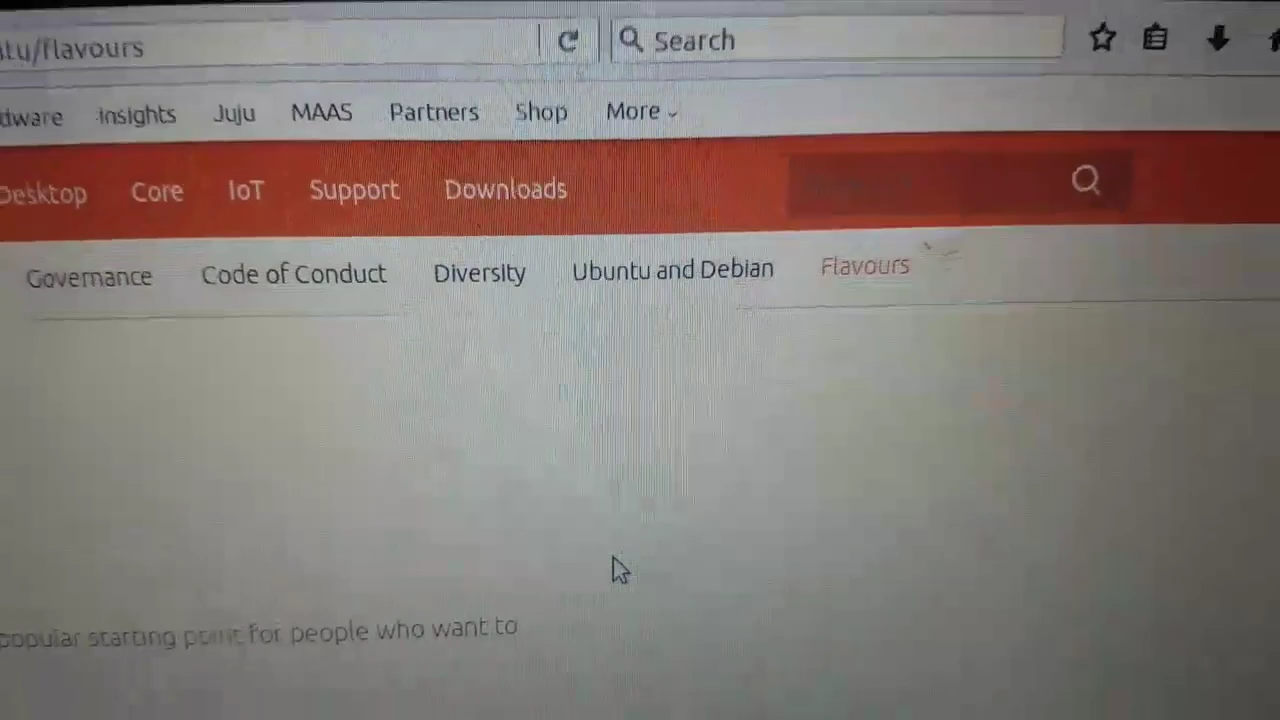 tu/flavours Search
dware Insights Juju MAAS Partners Shop More
Desktop Core IoT Support Downloads
Governance Code of Conduct Diversity Ubuntu and Debian Flavours
popular starting point for people who want to